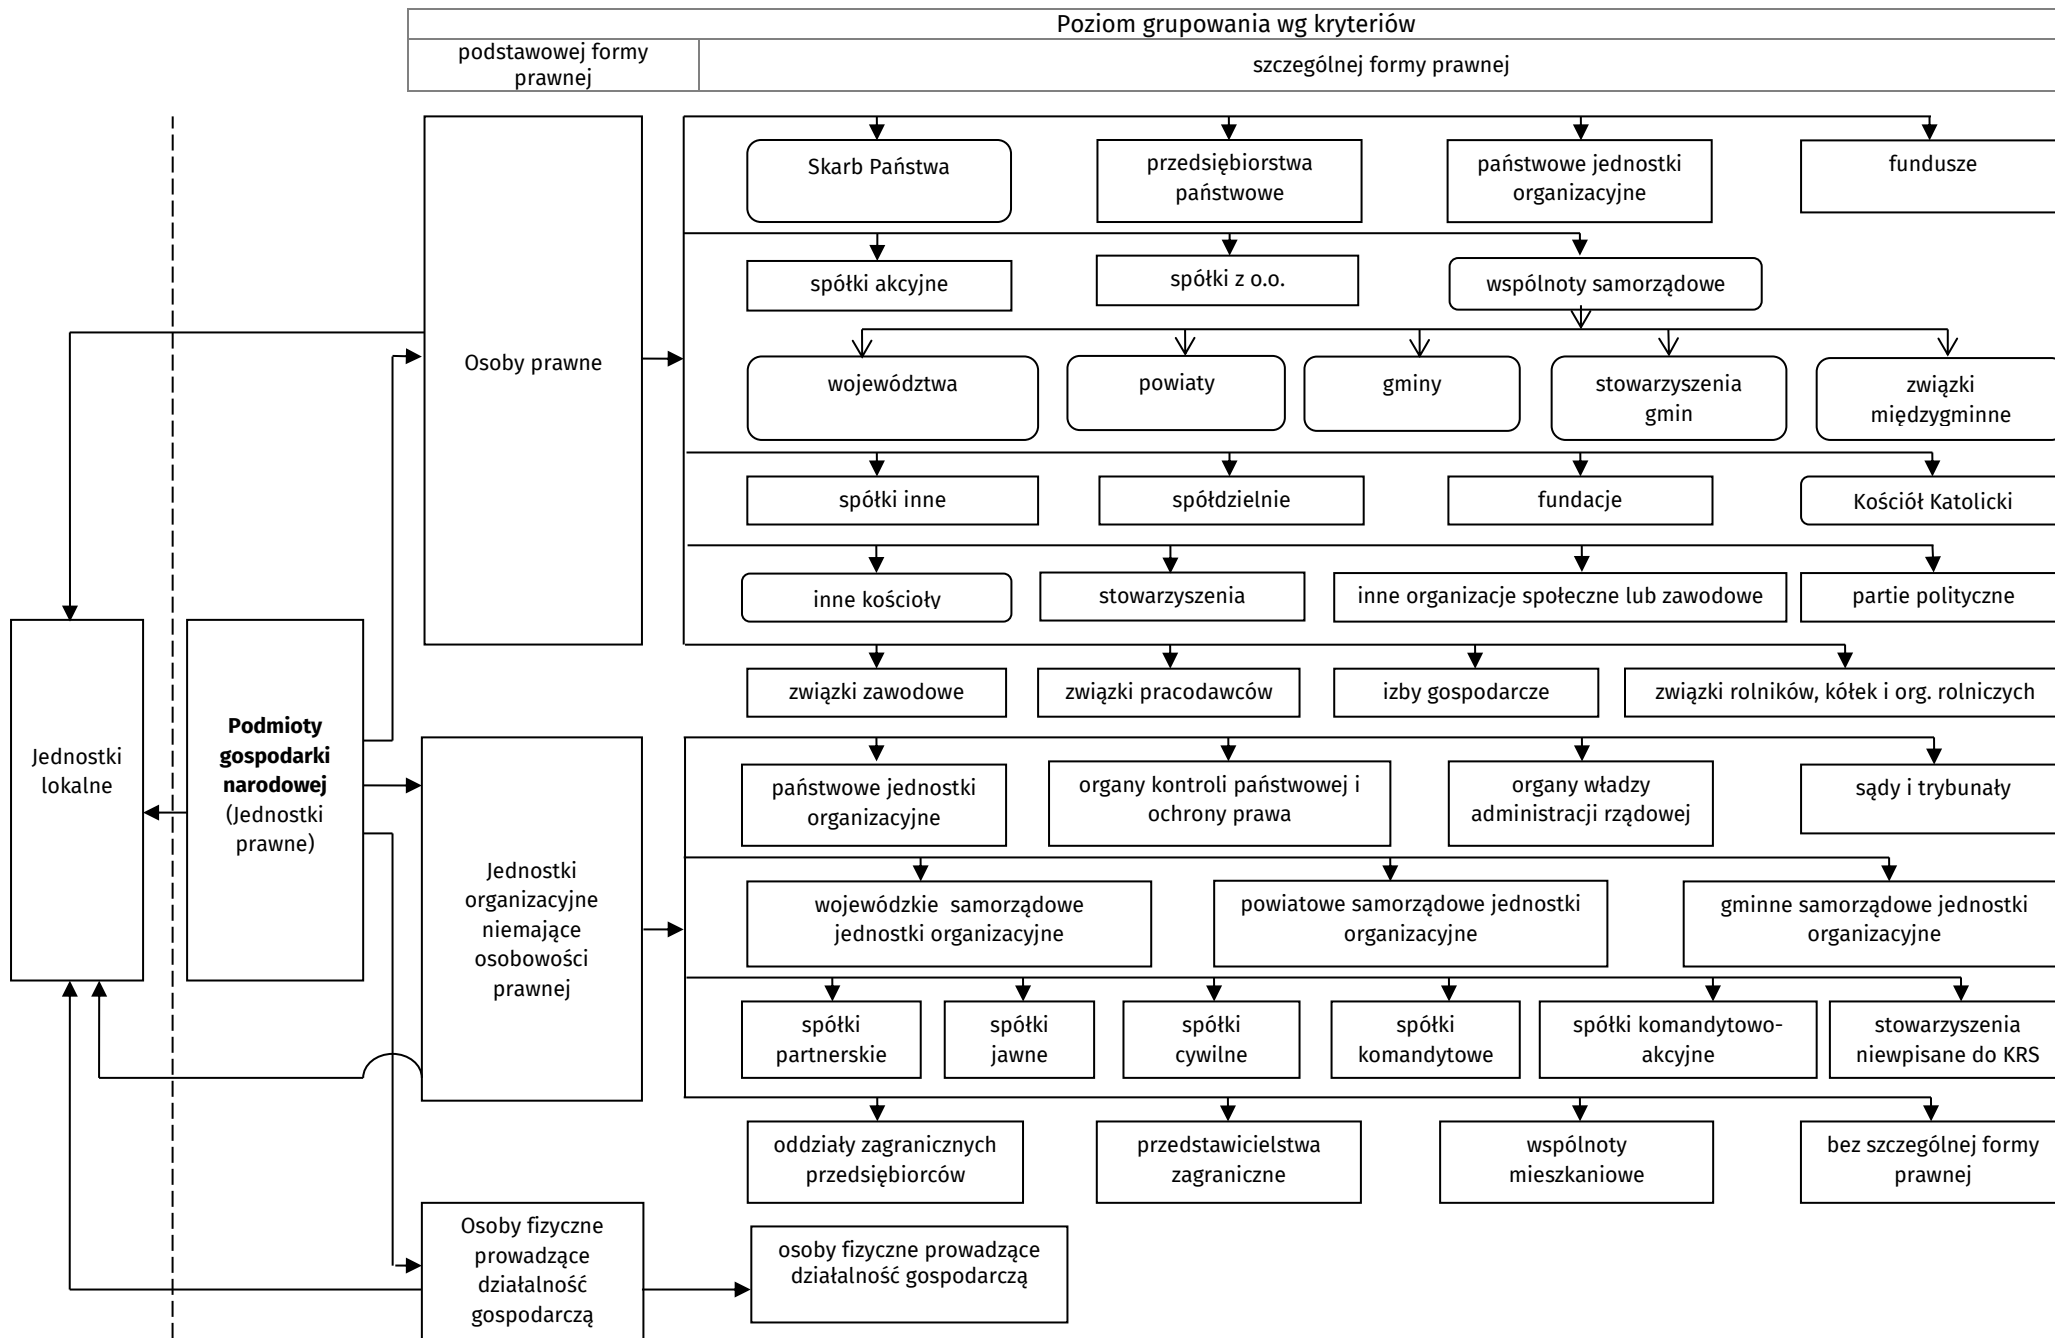 Poziom grupowania wg kryteriów
podstawowej formy
prawnej
szczególnej formy prawnej
Skarb Państwa
przedsiębiorstwa
państwowe
państwowe jednostki
organizacyjne
fundusze
spółki akcyjne
spółki z o.o.
wspólnoty samorządowe
Osoby prawne
województwa
powiaty
gminy
stowarzyszenia
gmin
związki
międzygminne
spółki inne
spółdzielnie
fundacje
Kościół Katolicki
inne kościoły
stowarzyszenia
inne organizacje społeczne lub zawodowe
partie polityczne
związki zawodowe
związki pracodawców
izby gospodarcze
związki rolników, kółek i org. rolniczych
Jednostki
lokalne
Podmioty
gospodarki
narodowej
(Jednostki
prawne)
Jednostki
organizacyjne
niemające
osobowości
prawnej
państwowe jednostki
organizacyjne
organy kontroli państwowej i
ochrony prawa
organy władzy
administracji rządowej
sądy i trybunały
wojewódzkie samorządowe
jednostki organizacyjne
powiatowe samorządowe jednostki
organizacyjne
gminne samorządowe jednostki
organizacyjne
spółki
partnerskie
spółki
jawne
spółki
cywilne
spółki
komandytowe
spółki komandytowo-
akcyjne
stowarzyszenia
niewpisane do KRS
oddziały zagranicznych
przedsiębiorców
przedstawicielstwa
zagraniczne
wspólnoty
mieszkaniowe
bez szczególnej formy
prawnej
Osoby fizyczne
prowadzące
działalność
gospodarczą
osoby fizyczne prowadzące
działalność gospodarczą